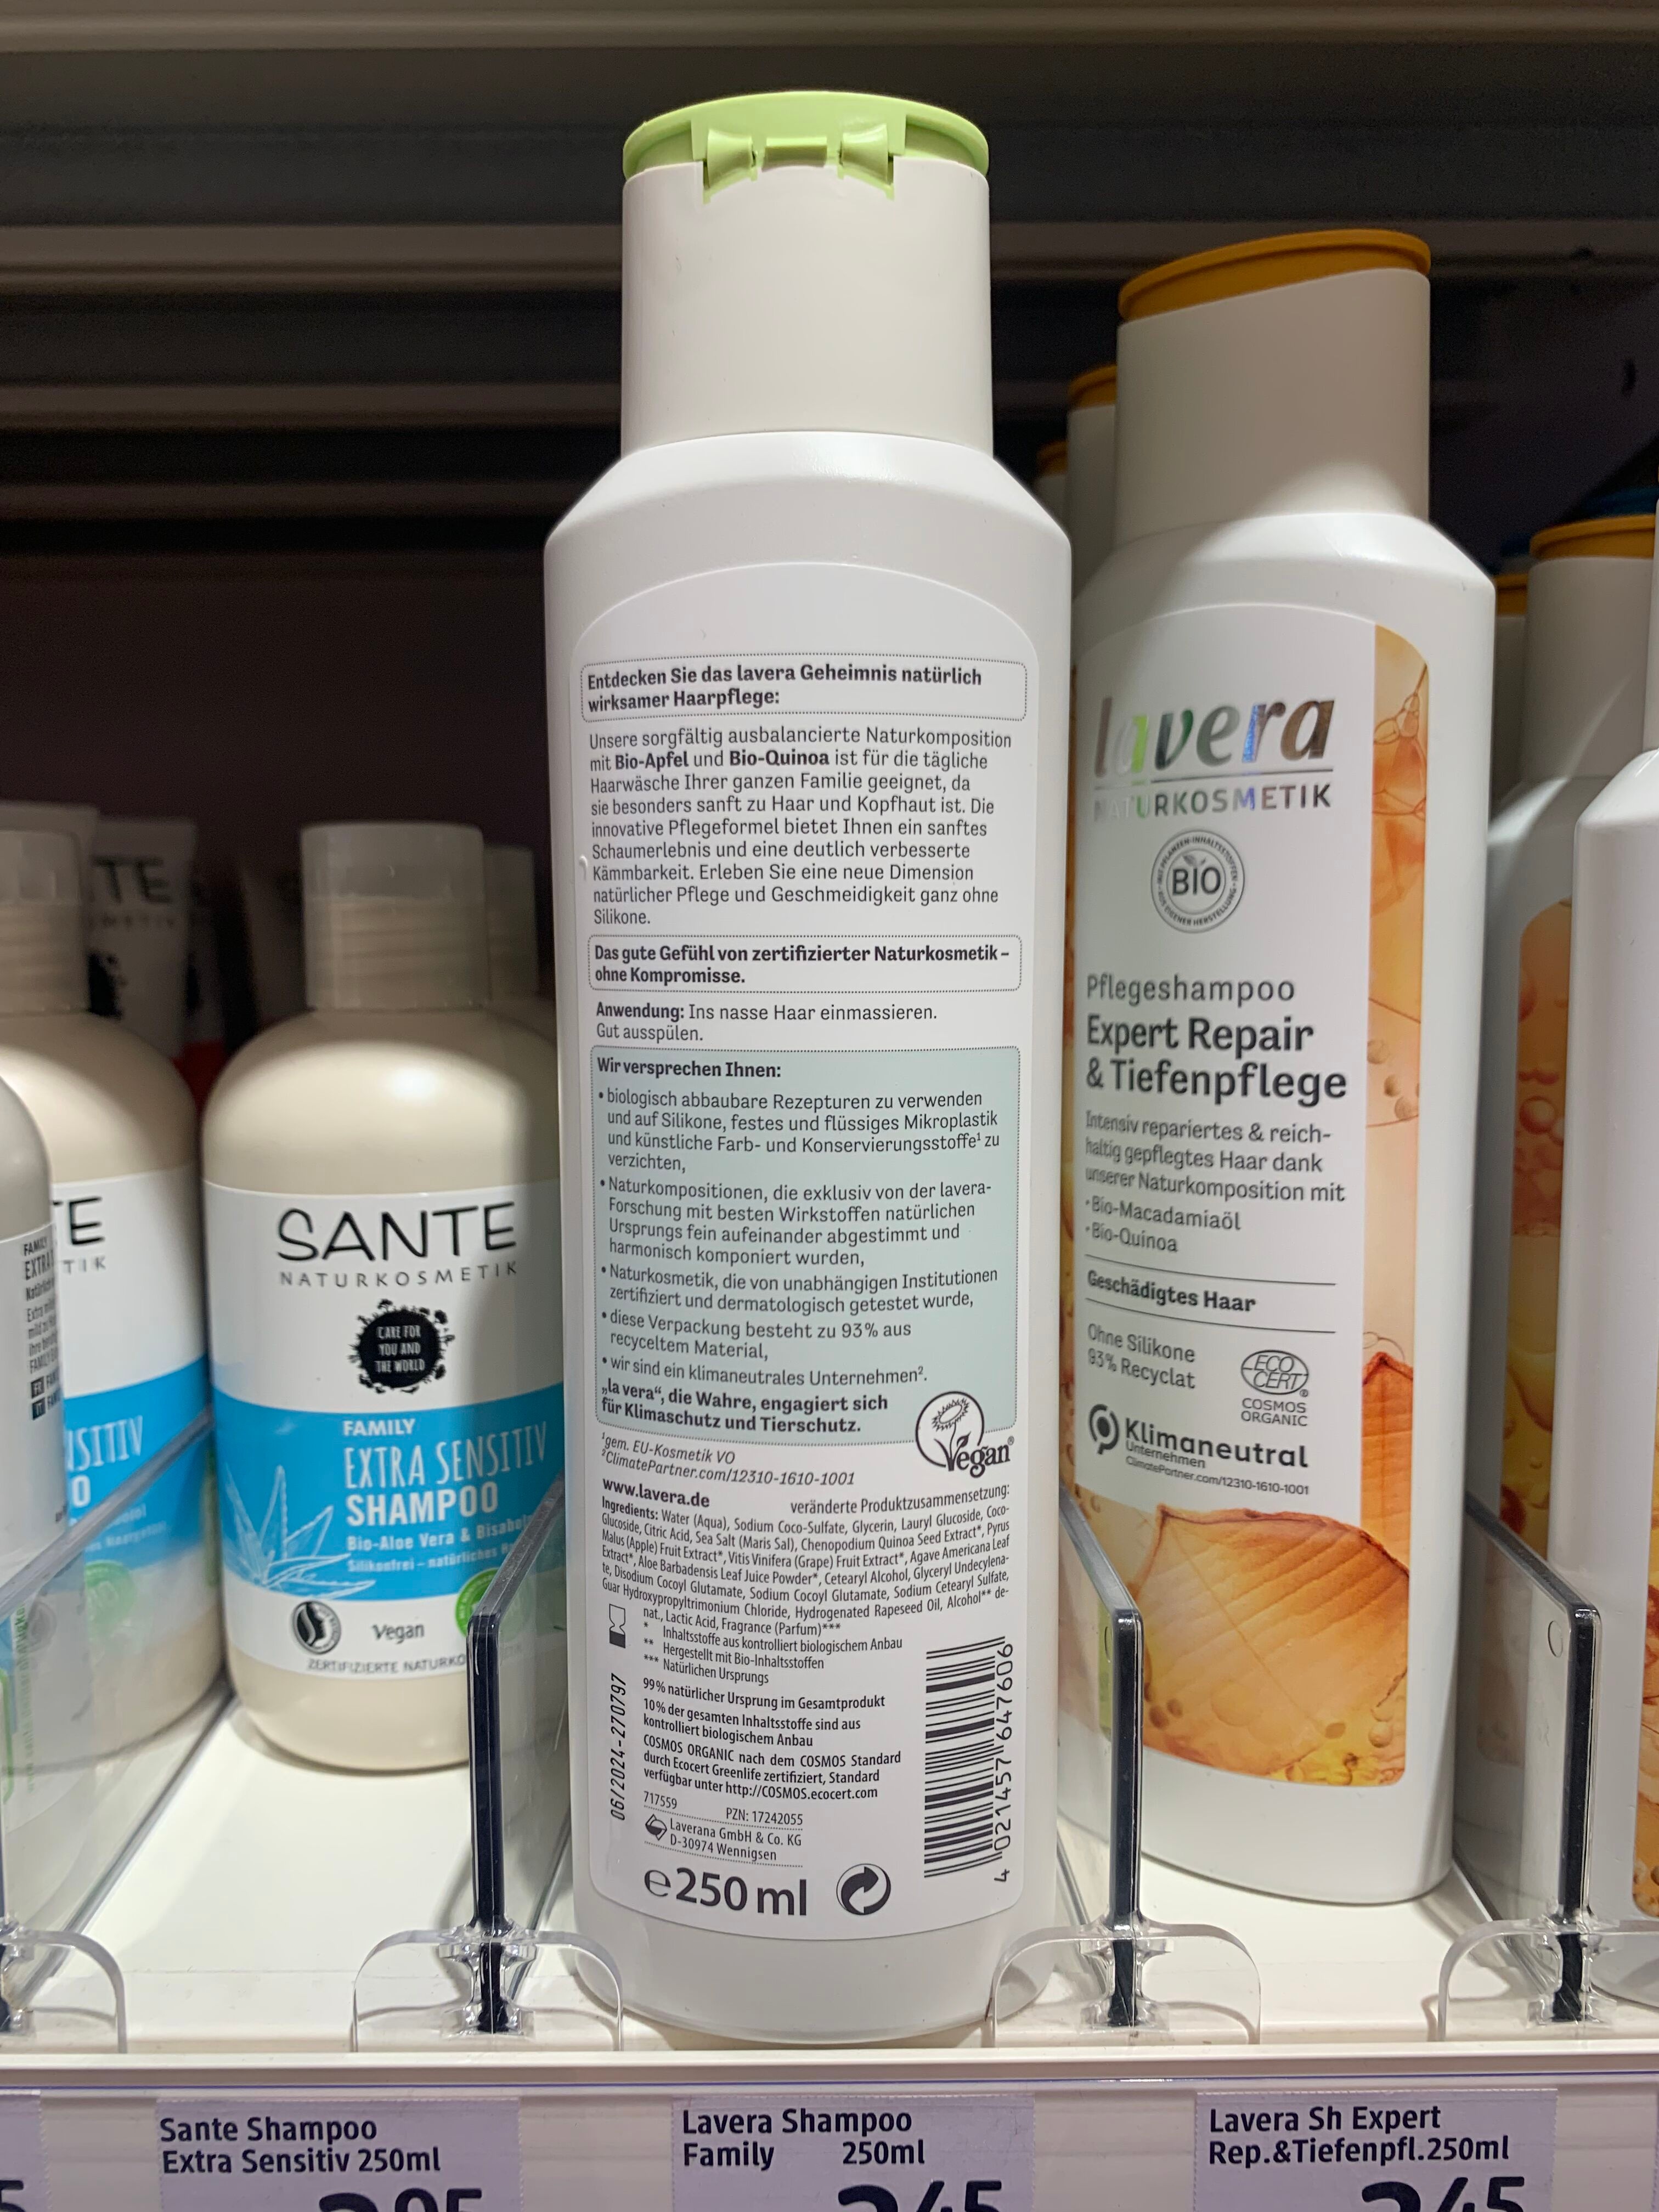 Entdecken Sie das lavera Geheimnis natürlich
wirksamer Haarpflege:
Unsere sorgfältig ausbalancierte Naturkomposition
mit Bio-Apfel und Bio-Quinoa ist für die tägliche
Haarwäsche Ihrer ganzen Familie geeignet, da
sie besonders sanft zu Haar und Kopfhaut ist. Die
innovative Pflegeformel bietet Ihnen ein sanftes
Schaumerlebnis und eine deutlich verbesserte
Kämmbarkeit. Erleben Sie eine neue Dimension
natürlicher Pflege und Geschmeidigkeit ganz ohne
Silikone.
Das gute Gefühl von zertifizierter Naturkosmetik –
ohne Kompromisse.
Anwendung: Ins nasse Haar einmassieren.
Gut ausspülen.
Wir versprechen Ihnen:
• biologisch abbaubare Rezepturen zu verwenden
und auf Silikone, festes und flüssiges Mikroplastik
und künstliche Farb- und Konservierungsstoffe¹ zu
verzichten,
• Naturkompositionen, die exklusiv von der lavera-
Forschung mit besten Wirkstoffen natürlichen
Ursprungs fein aufeinander abgestimmt und
harmonisch komponiert wurden,
• Naturkosmetik, die von unabhängigen Institutionen
zertifiziert und dermatologisch getestet wurde,
• diese Verpackung besteht zu 93% aus
recyceltem Material,
• wir sind ein klimaneutrales Unternehmen².
„la vera“, die Wahre, engagiert sich
für Klimaschutz und Tierschutz.
Vegan®
¹gem. EU-Kosmetik VO
²ClimatePartner.com/12310-1610-1001
www.lavera.de veränderte Produktzusammensetzung:
Ingredients: Water (Aqua), Sodium Coco-Sulfate, Glycerin, Lauryl Glucoside, Coco-
Glucoside, Citric Acid, Sea Salt (Maris Sal), Chenopodium Quinoa Seed Extract*, Pyrus
Malus (Apple) Fruit Extract*, Vitis Vinifera (Grape) Fruit Extract*, Agave Americana Leaf
Extract*, Aloe Barbadensis Leaf Juice Powder*, Cetearyl Alcohol, Glyceryl Undecylena-
te, Disodium Cocoyl Glutamate, Sodium Cocoyl Glutamate, Sodium Cetearyl Sulfate,
Guar Hydroxypropyltrimonium Chloride, Hydrogenated Rapeseed Oil, Alcohol** de-
nat., Lactic Acid, Fragrance (Parfum)***
* Inhaltsstoffe aus kontrolliert biologischem Anbau
** Hergestellt mit Bio-Inhaltsstoffen
*** Natürlichen Ursprungs
99% natürlicher Ursprung im Gesamtprodukt
10% der gesamten Inhaltsstoffe sind aus
kontrolliert biologischem Anbau
COSMOS ORGANIC nach dem COSMOS Standard
durch Ecocert Greenlife zertifiziert, Standard
verfügbar unter http://COSMOS.ecocert.com
717559 PZN: 17242055
Laverana GmbH & Co. KG
D-30974 Wennigsen
e 250 ml
06/2024-270797
4 021457 647606
lavera
NATURKOSMETIK
MIT PFLANZEN-INHALTSSTOFFEN
BIO
AUS EIGENER HERSTELLUNG
Pflegeshampoo
Expert Repair
& Tiefenpflege
Intensiv repariertes & reich-
haltig gepflegtes Haar dank
unserer Naturkomposition mit
• Bio-Macadamiaöl
• Bio-Quinoa
Geschädigtes Haar
Ohne Silikone
93% Recyclat
ECO
CERT®
COSMOS
ORGANIC
Klimaneutral
Unternehmen
ClimatePartner.com/12310-1610-1001
SANTE
NATURKOSMETIK
CARE FOR
YOU AND
THE WORLD
FAMILY
EXTRA SENSITIV
SHAMPOO
Bio-Aloe Vera & Bisabol
Silikonfrei – natürliches
Vegan
ZERTIFIZIERTE NATURKO
Sante Shampoo
Extra Sensitiv 250ml
Lavera Shampoo
Family 250ml
Lavera Sh Expert
Rep.&Tiefenpfl.250ml